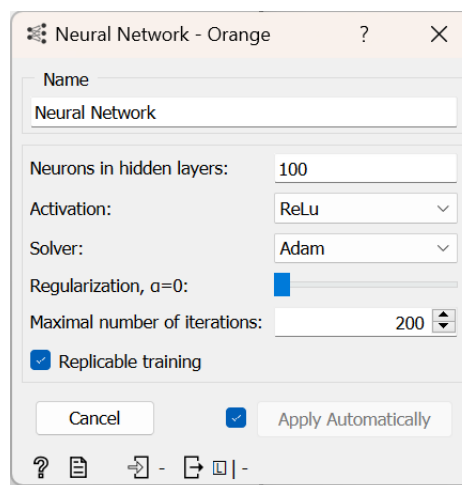 Neural Network - Orange ?
Name
Neural Network
Neurons in hidden layers: 100
Activation: ReLu
Solver: Adam
Regularization, α=0:
Maximal number of iterations: 200
Replicable training
Cancel Apply Automatically
? - L | -